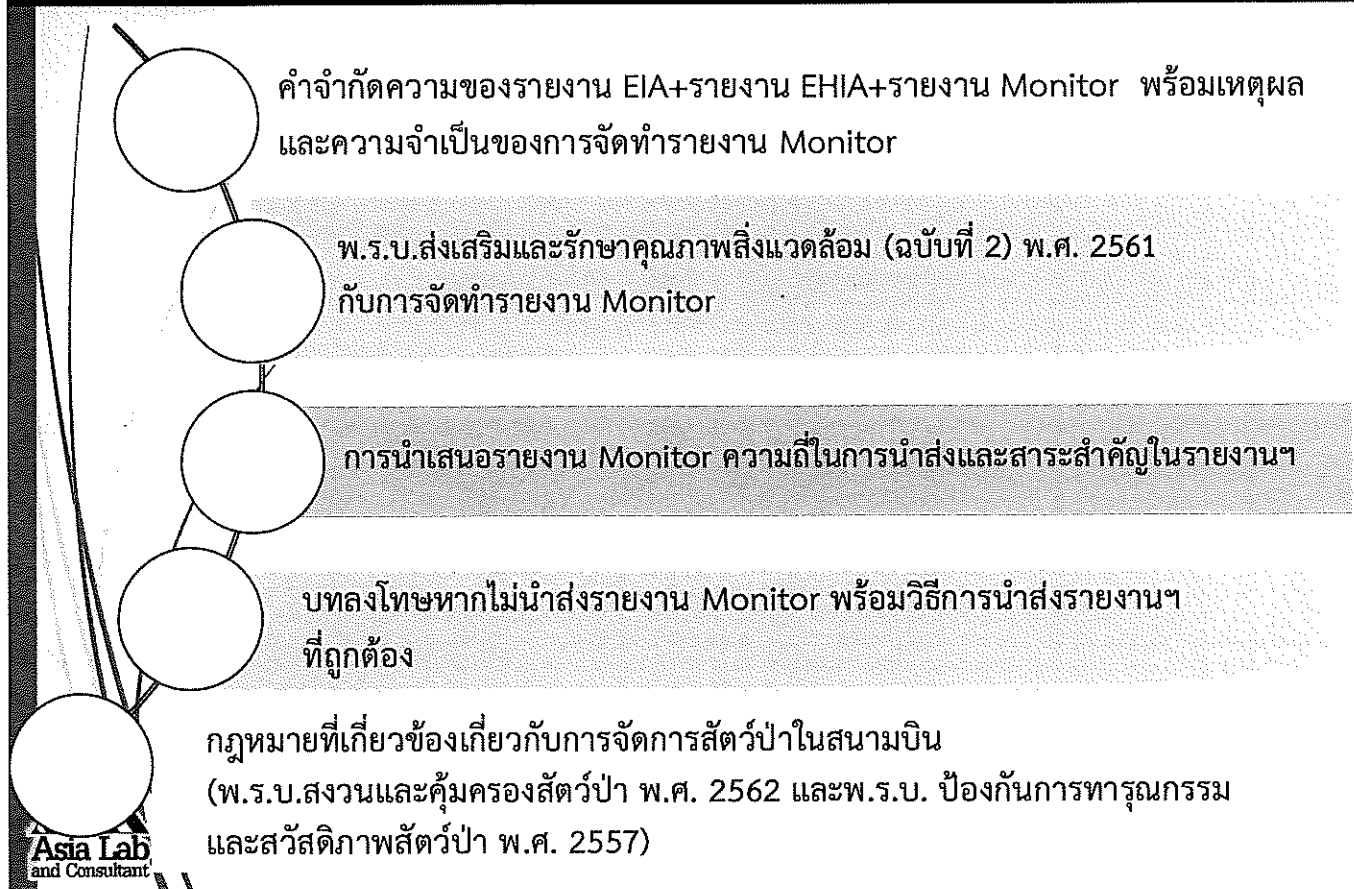 คำจำกัดความของรายงาน EIA+รายงาน EHIA+รายงาน Monitor พร้อมเหตุผล
และความจำเป็นของการจัดทำรายงาน Monitor
พ.ร.บ.ส่งเสริมและรักษาคุณภาพสิ่งแวดล้อม (ฉบับที่ 2) พ.ศ. 2561
กับการจัดทำรายงาน Monitor
การนำเสนอรายงาน Monitor ความถี่ในการนำส่งและสาระสำคัญในรายงานฯ
บทลงโทษหากไม่นำส่งรายงาน Monitor พร้อมวิธีการนำส่งรายงานฯ
ที่ถูกต้อง
กฎหมายที่เกี่ยวข้องเกี่ยวกับการจัดการสัตว์ป่าในสนามบิน
(พ.ร.บ.สงวนและคุ้มครองสัตว์ป่า พ.ศ. 2562 และพ.ร.บ. ป้องกันการทารุณกรรม
และสวัสดิภาพสัตว์ป่า พ.ศ. 2557)
Asia Lab
and Consultant